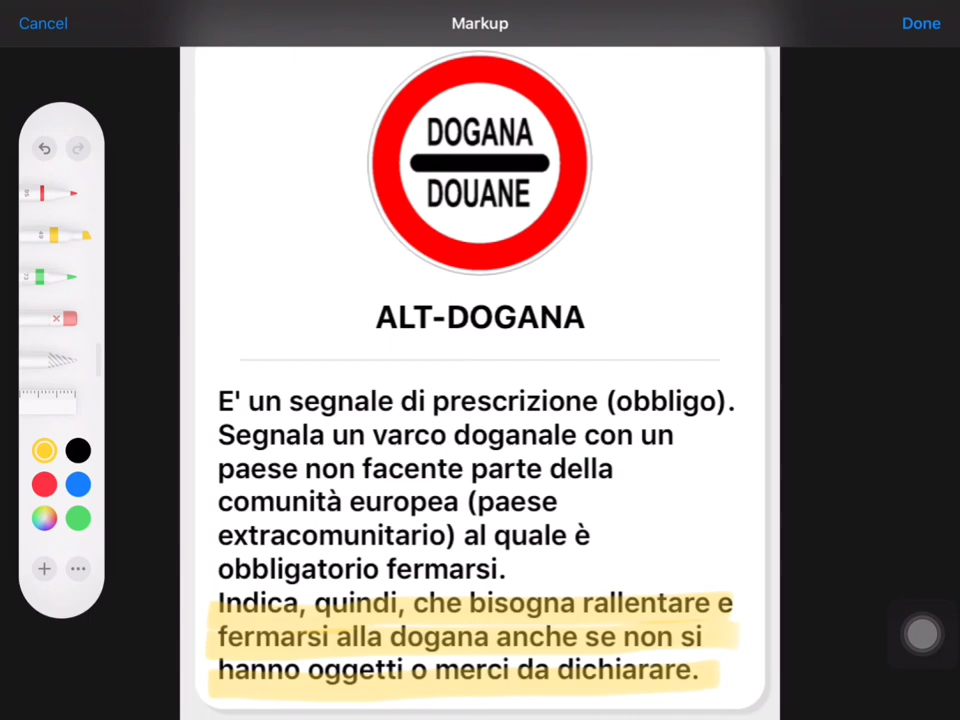 Cancel
Markup
Done
DOGANA
DOUANE
ALT-DOGANA
E' un segnale di prescrizione (obbligo).
Segnala un varco doganale con un
paese non facente parte della
comunità europea (paese
extracomunitario) al quale è
obbligatorio fermarsi.
Indica, quindi, che bisogna rallentare e
fermarsi alla dogana anche se non si
hanno oggetti o merci da dichiarare.